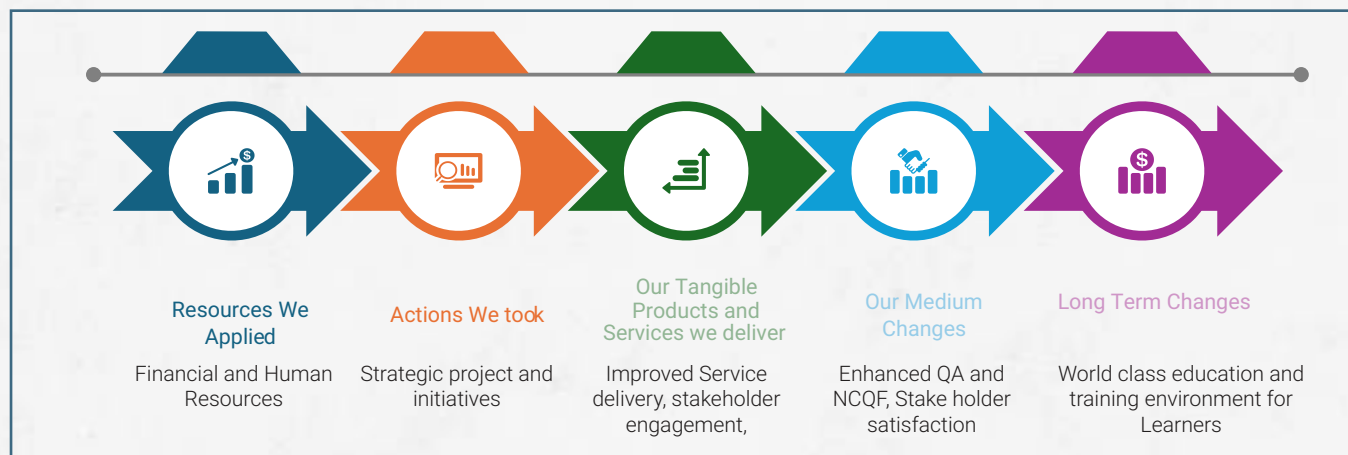 Resources We
Applied
Financial and Human
Resources
Actions We took
Strategic project and
initiatives
Our Tangible
Products and
Services we deliver
Improved Service
delivery, stakeholder
engagement,
Our Medium
Changes
Enhanced QA and
NCQF, Stake holder
satisfaction
Long Term Changes
World class education and
training environment for
Learners